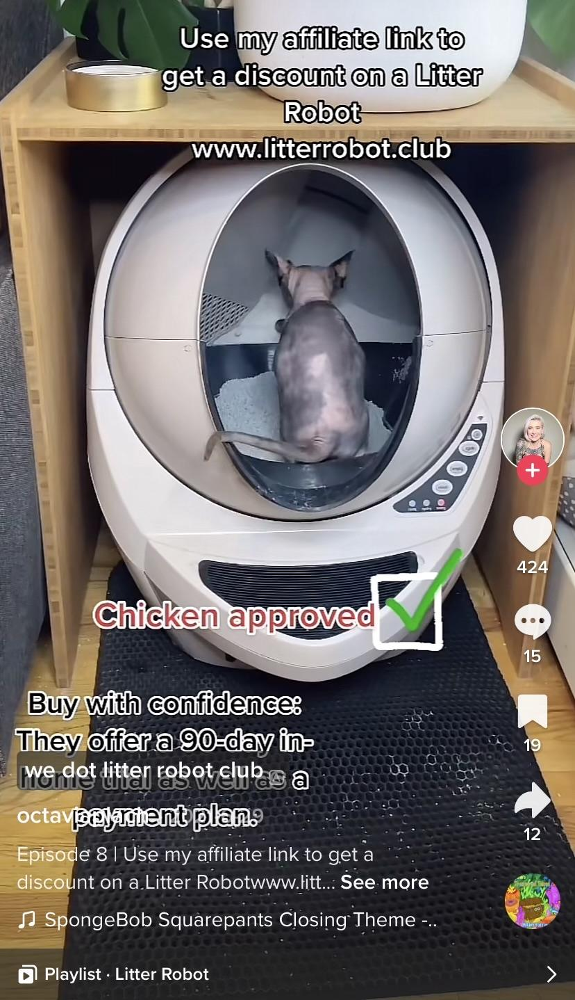 Use my affiliate link to
get a discount on a Litter
Robot
www.litterrobot.club
424
Chicken approved
15
Buy with confidence:
They offer a 90-day in-
home trial as well as a
we dot litter robot club
payment plan.
19
12
Episode 8 | Use my affiliate link to get a
discount on a Litter Robotwww.litt... See more
SpongeBob Squarepants Closing Theme -..
Playlist · Litter Robot